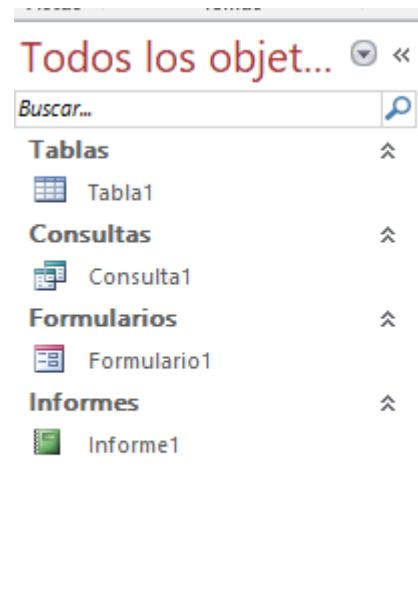 Todos los objet...
Buscar...
Tablas
Tabla1
Consultas
Consulta1
Formularios
Formulario1
Informes
Informe1